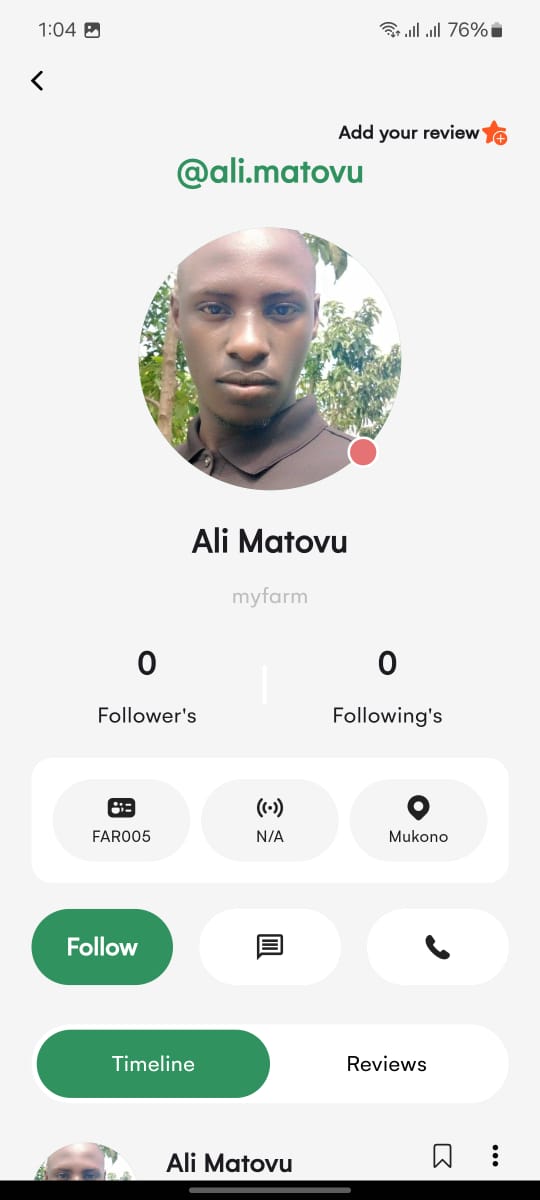 1:04 76%
Add your review
@ali.matovu
Ali Matovu
myfarm
0 0
Follower's Following's
FAR005 N/A Mukono
Follow
Timeline Reviews
Ali Matovu